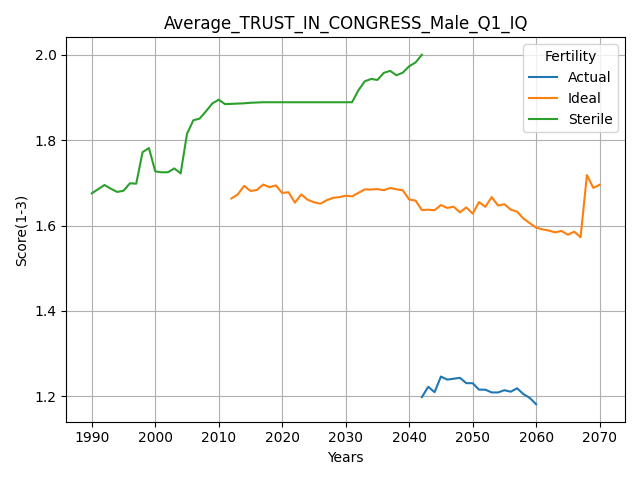 Average_TRUST_IN_CONGRESS_Male_Q1_IQ
Score(1-3)
2.0
1.8
1.6
1.4
1.2
Fertility
Actual
Ideal
Sterile
1990 2000 2010 2020 2030 2040 2050 2060 2070
Years